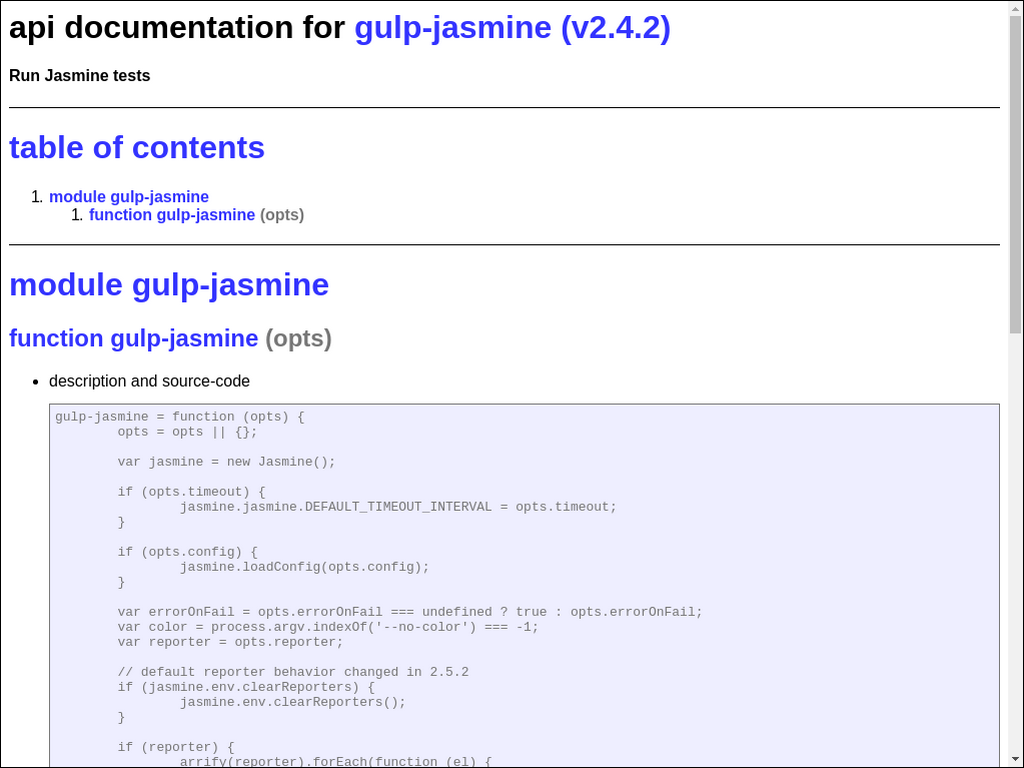 api documentation for gulp-jasmine (v2.4.2)
Run Jasmine tests
table of contents
1. module gulp-jasmine
1. function gulp-jasmine (opts)
module gulp-jasmine
function gulp-jasmine (opts)
• description and source-code
gulp-jasmine = function (opts) {
        opts = opts || {};
        var jasmine = new Jasmine();
        if (opts.timeout) {
                jasmine.jasmine.DEFAULT_TIMEOUT_INTERVAL = opts.timeout;
        }
        if (opts.config) {
                jasmine.loadConfig(opts.config);
        }
        var errorOnFail = opts.errorOnFail === undefined ? true : opts.errorOnFail;
        var color = process.argv.indexOf('--no-color') === -1;
        var reporter = opts.reporter;
        // default reporter behavior changed in 2.5.2
        if (jasmine.env.clearReporters) {
                jasmine.env.clearReporters();
        }
        if (reporter) {
                arrify(reporter).forEach(function (el) {